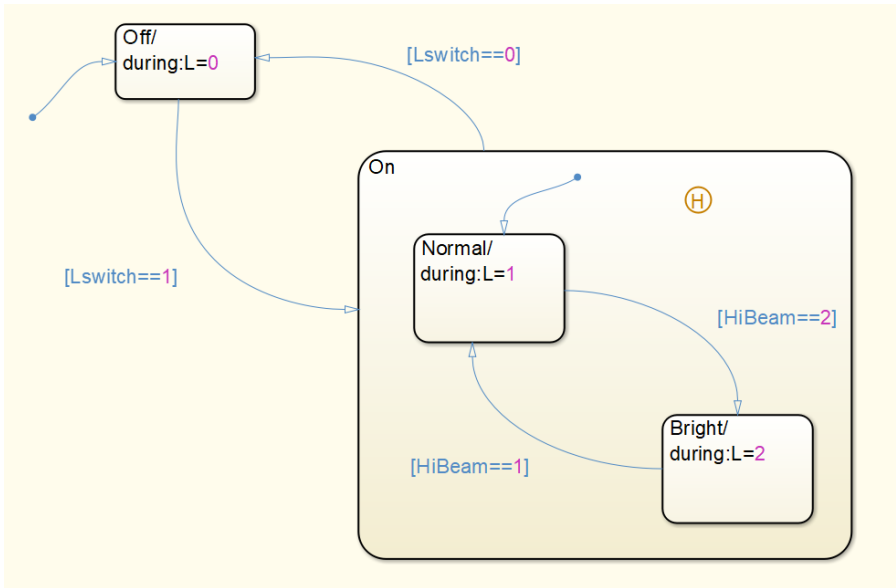 Off/
during:L=0
[Lswitch==0]
On
H
Normal/
during:L=1
[Lswitch==1]
[HiBeam==2]
Bright/
during:L=2
[HiBeam==1]